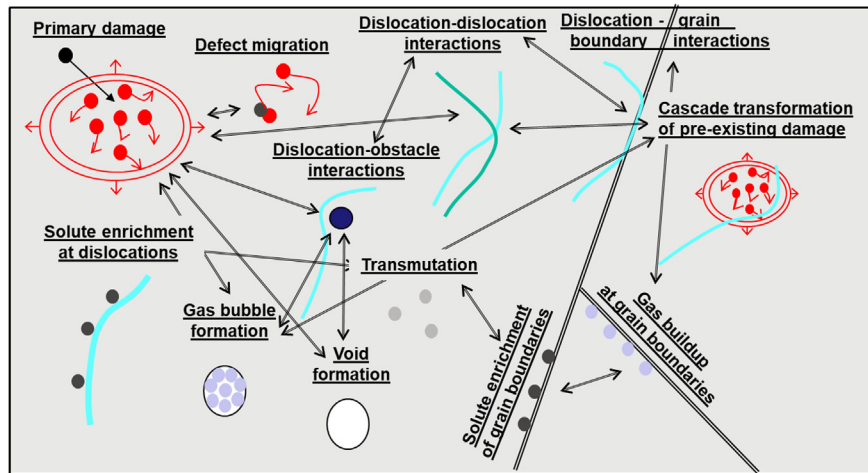 Primary damage
Defect migration
Dislocation-dislocation
interactions
Dislocation - grain
boundary interactions
Cascade transformation
of pre-existing damage
Dislocation-obstacle
interactions
Solute enrichment
at dislocations
Transmutation
Gas bubble
formation
Void
formation
Solute enrichment
of grain boundaries
Gas buildup
at grain boundaries